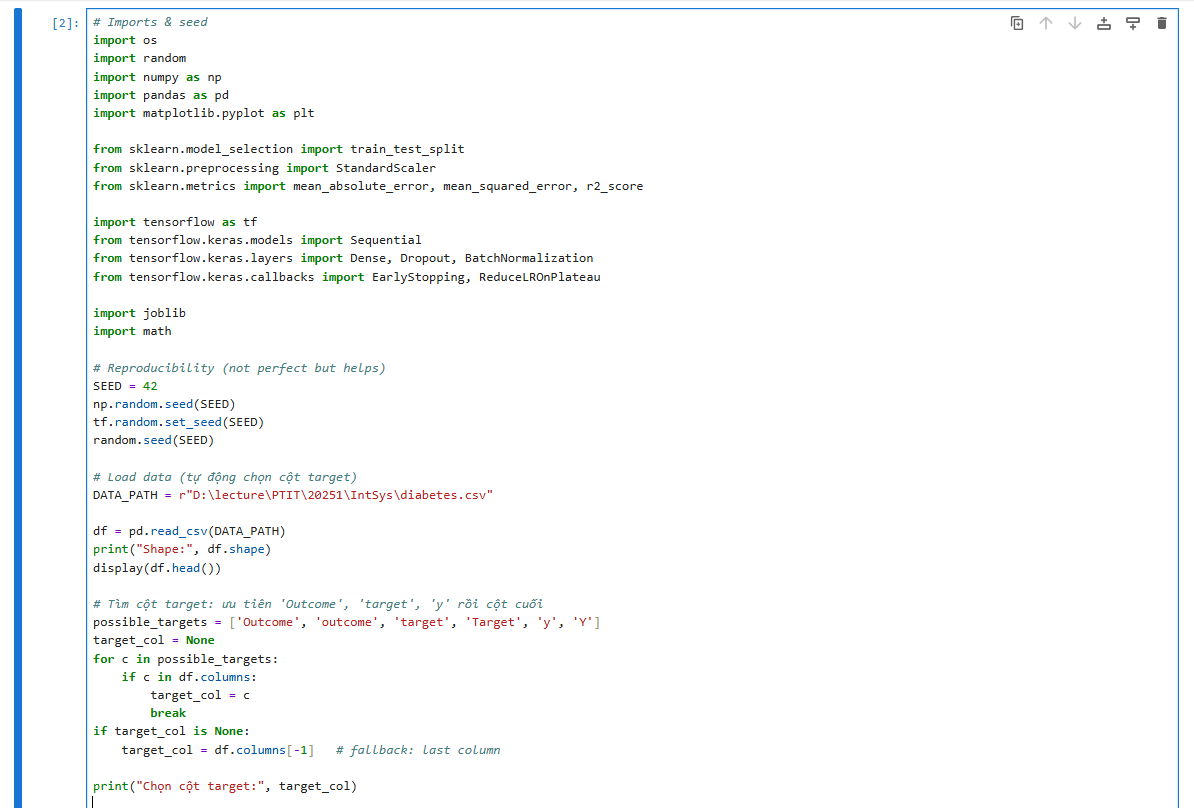 [2]:
# Imports & seed
import os
import random
import numpy as np
import pandas as pd
import matplotlib.pyplot as plt

from sklearn.model_selection import train_test_split
from sklearn.preprocessing import StandardScaler
from sklearn.metrics import mean_absolute_error, mean_squared_error, r2_score

import tensorflow as tf
from tensorflow.keras.models import Sequential
from tensorflow.keras.layers import Dense, Dropout, BatchNormalization
from tensorflow.keras.callbacks import EarlyStopping, ReduceLROnPlateau

import joblib
import math

# Reproducibility (not perfect but helps)
SEED = 42
np.random.seed(SEED)
tf.random.set_seed(SEED)
random.seed(SEED)

# Load data (tự động chọn cột target)
DATA_PATH = r"D:\lecture\PTIT\20251\IntSys\diabetes.csv"

df = pd.read_csv(DATA_PATH)
print("Shape:", df.shape)
display(df.head())

# Tìm cột target: ưu tiên 'Outcome', 'target', 'y' rồi cột cuối
possible_targets = ['Outcome', 'outcome', 'target', 'Target', 'y', 'Y']
target_col = None
for c in possible_targets:
    if c in df.columns:
        target_col = c
        break
if target_col is None:
    target_col = df.columns[-1]   # fallback: last column

print("Chọn cột target:", target_col)